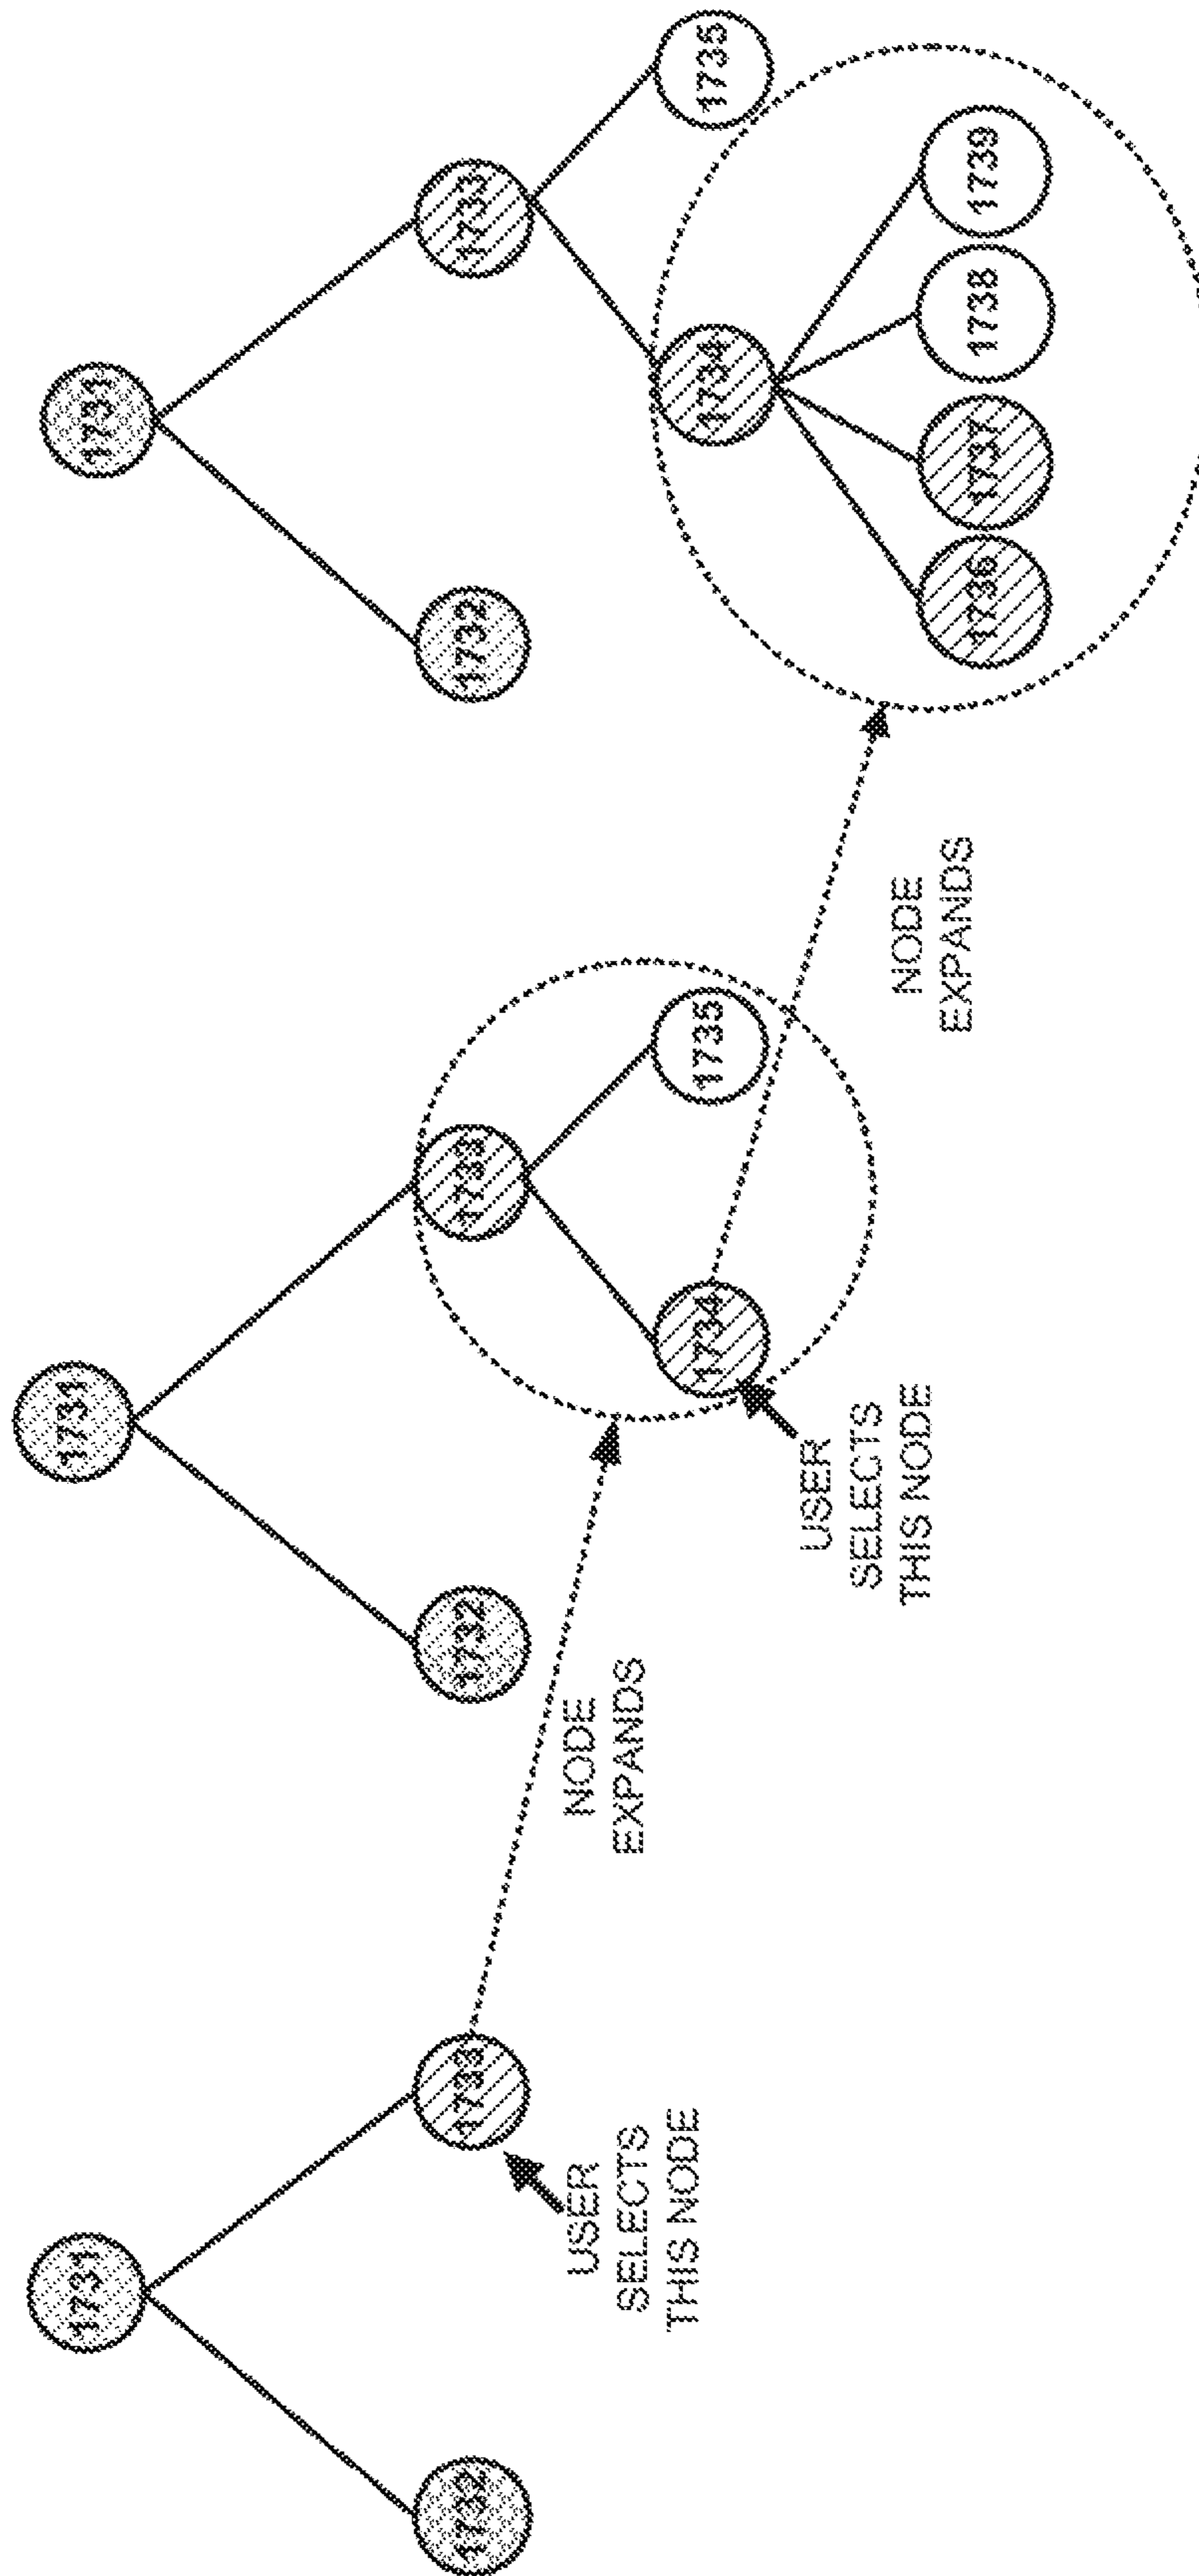 1731
1732
1733
USER
SELECTS
THIS NODE
NODE
EXPANDS
1731
1732
1733
1734
1735
USER
SELECTS
THIS NODE
NODE
EXPANDS
1731
1732
1733
1734
1735
1736
1737
1738
1739